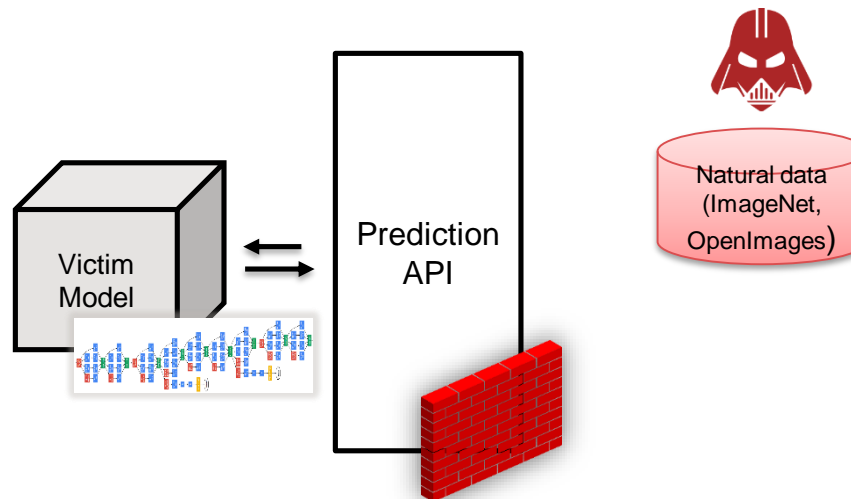 Victim
Model
Prediction
API
Natural data
(ImageNet,
OpenImages)